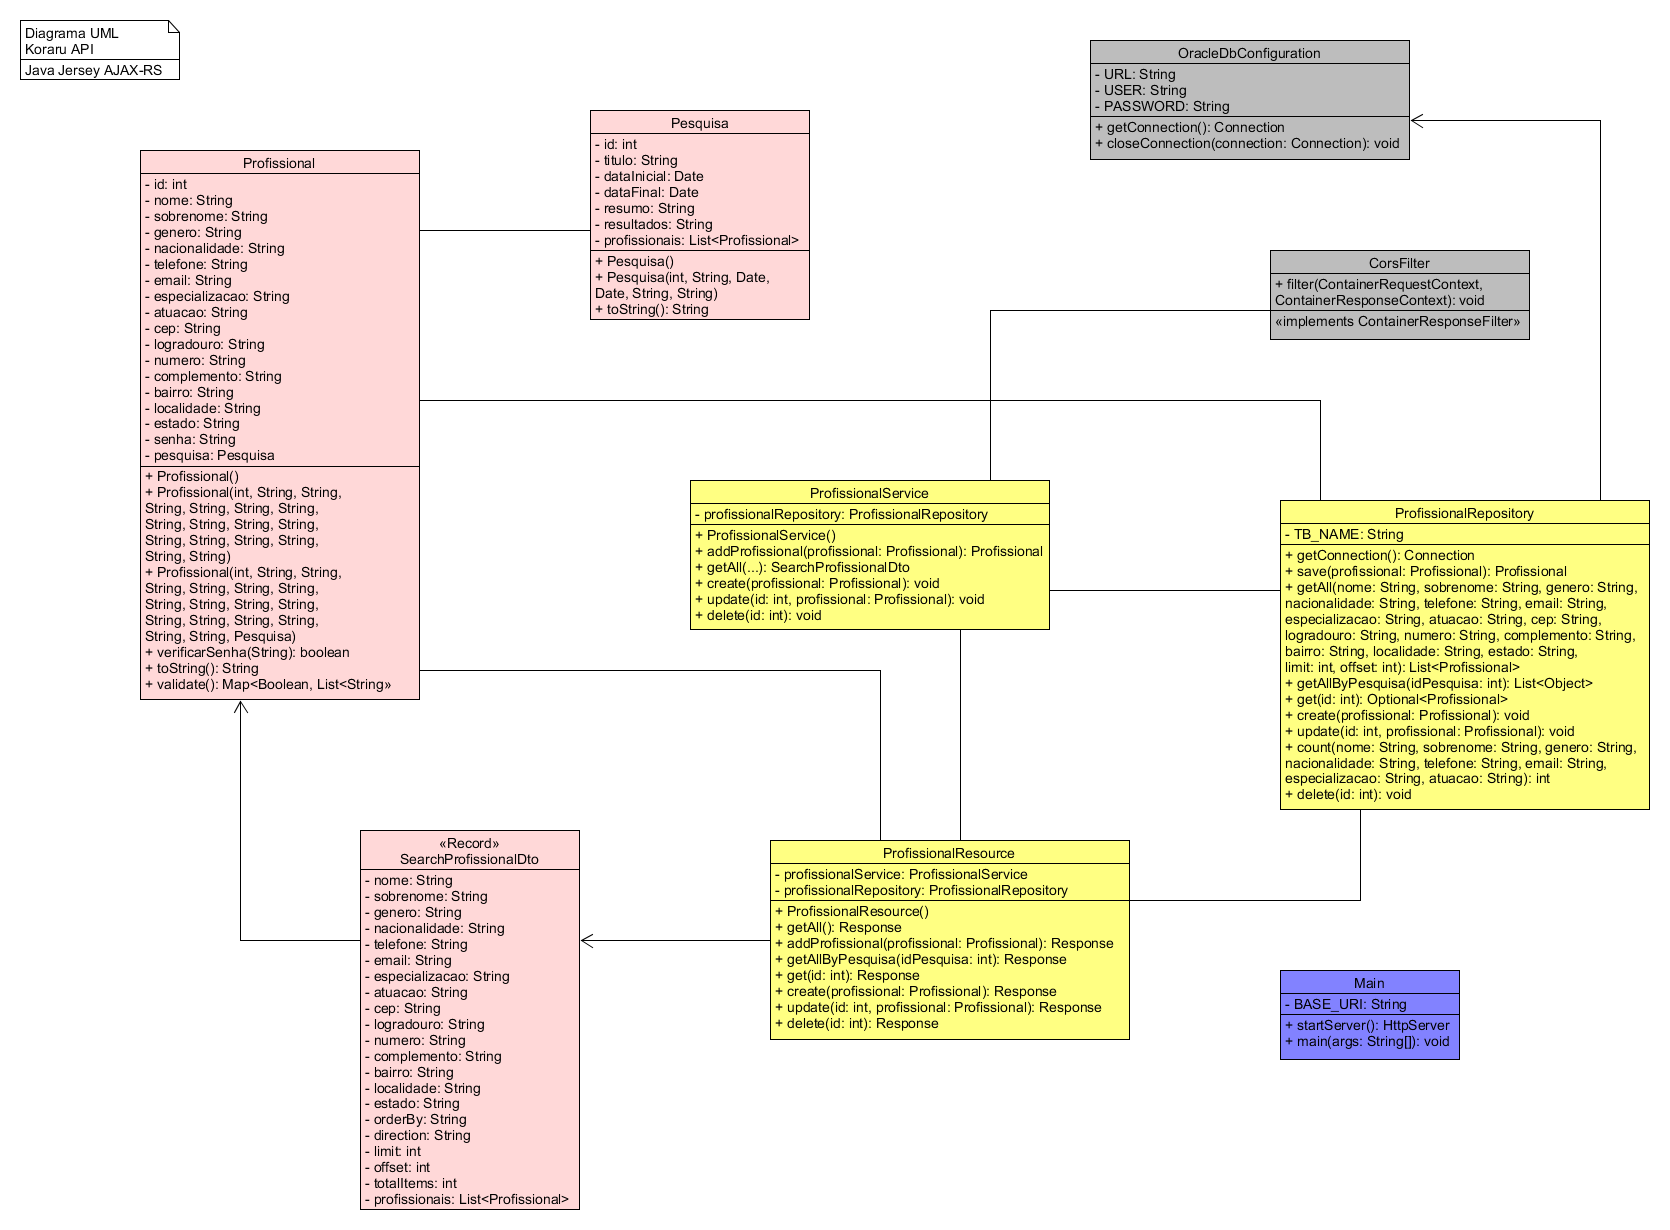 Diagrama UML
Koraru API
Java Jersey AJAX-RS
OracleDbConfiguration
- URL: String
- USER: String
- PASSWORD: String
+ getConnection(): Connection
+ closeConnection(connection: Connection): void
Pesquisa
- id: int
- titulo: String
- dataInicial: Date
- dataFinal: Date
- resumo: String
- resultados: String
- profissionais: List<Profissional>
+ Pesquisa()
+ Pesquisa(int, String, Date,
Date, String, String)
+ toString(): String
Profissional
- id: int
- nome: String
- sobrenome: String
- genero: String
- nacionalidade: String
- telefone: String
- email: String
- especializacao: String
- atuacao: String
- cep: String
- logradouro: String
- numero: String
- complemento: String
- bairro: String
- localidade: String
- estado: String
- senha: String
- pesquisa: Pesquisa
+ Profissional()
+ Profissional(int, String, String,
String, String, String, String,
String, String, String, String,
String, String, String, String,
String, String)
+ Profissional(int, String, String,
String, String, String, String,
String, String, String, String,
String, String, String, String,
String, String, Pesquisa)
+ verificarSenha(String): boolean
+ toString(): String
+ validate(): Map<Boolean, List<String»
CorsFilter
+ filter(ContainerRequestContext,
ContainerResponseContext): void
«implements ContainerResponseFilter»
ProfissionalService
- profissionalRepository: ProfissionalRepository
+ ProfissionalService()
+ addProfissional(profissional: Profissional): Profissional
+ getAll(...): SearchProfissionalDto
+ create(profissional: Profissional): void
+ update(id: int, profissional: Profissional): void
+ delete(id: int): void
ProfissionalRepository
- TB_NAME: String
+ getConnection(): Connection
+ save(profissional: Profissional): Profissional
+ getAll(nome: String, sobrenome: String, genero: String,
nacionalidade: String, telefone: String, email: String,
especializacao: String, atuacao: String, cep: String,
logradouro: String, numero: String, complemento: String,
bairro: String, localidade: String, estado: String,
limit: int, offset: int): List<Profissional>
+ getAllByPesquisa(idPesquisa: int): List<Object>
+ get(id: int): Optional<Profissional>
+ create(profissional: Profissional): void
+ update(id: int, profissional: Profissional): void
+ count(nome: String, sobrenome: String, genero: String,
nacionalidade: String, telefone: String, email: String,
especializacao: String, atuacao: String): int
+ delete(id: int): void
«Record»
SearchProfissionalDto
- nome: String
- sobrenome: String
- genero: String
- nacionalidade: String
- telefone: String
- email: String
- especializacao: String
- atuacao: String
- cep: String
- logradouro: String
- numero: String
- complemento: String
- bairro: String
- localidade: String
- estado: String
- orderBy: String
- direction: String
- limit: int
- offset: int
- totalItems: int
- profissionais: List<Profissional>
ProfissionalResource
- profissionalService: ProfissionalService
- profissionalRepository: ProfissionalRepository
+ ProfissionalResource()
+ getAll(): Response
+ addProfissional(profissional: Profissional): Response
+ getAllByPesquisa(idPesquisa: int): Response
+ get(id: int): Response
+ create(profissional: Profissional): Response
+ update(id: int, profissional: Profissional): Response
+ delete(id: int): Response
Main
- BASE_URI: String
+ startServer(): HttpServer
+ main(args: String[]): void